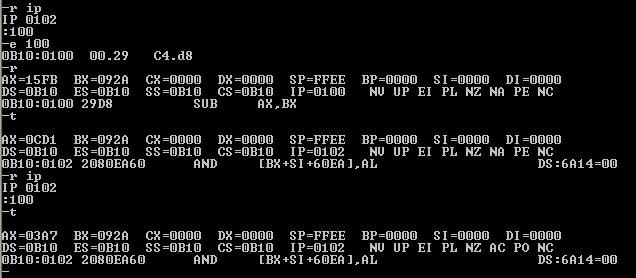 -r ip
IP 0102
:100
-e 100
0B10:0100  00.29   C4.d8
-r
AX=15FB  BX=092A  CX=0000  DX=0000  SP=FFEE  BP=0000  SI=0000  DI=0000
DS=0B10  ES=0B10  SS=0B10  CS=0B10  IP=0100   NV UP EI PL NZ NA PE NC
0B10:0100 29D8          SUB     AX,BX
-t
AX=0CD1  BX=092A  CX=0000  DX=0000  SP=FFEE  BP=0000  SI=0000  DI=0000
DS=0B10  ES=0B10  SS=0B10  CS=0B10  IP=0102   NV UP EI PL NZ NA PE NC
0B10:0102 2080EA60      AND     [BX+SI+60EA],AL                    DS:6A14=00
-r ip
IP 0102
:100
-t
AX=03A7  BX=092A  CX=0000  DX=0000  SP=FFEE  BP=0000  SI=0000  DI=0000
DS=0B10  ES=0B10  SS=0B10  CS=0B10  IP=0102   NV UP EI PL NZ AC PO NC
0B10:0102 2080EA60      AND     [BX+SI+60EA],AL                    DS:6A14=00
-